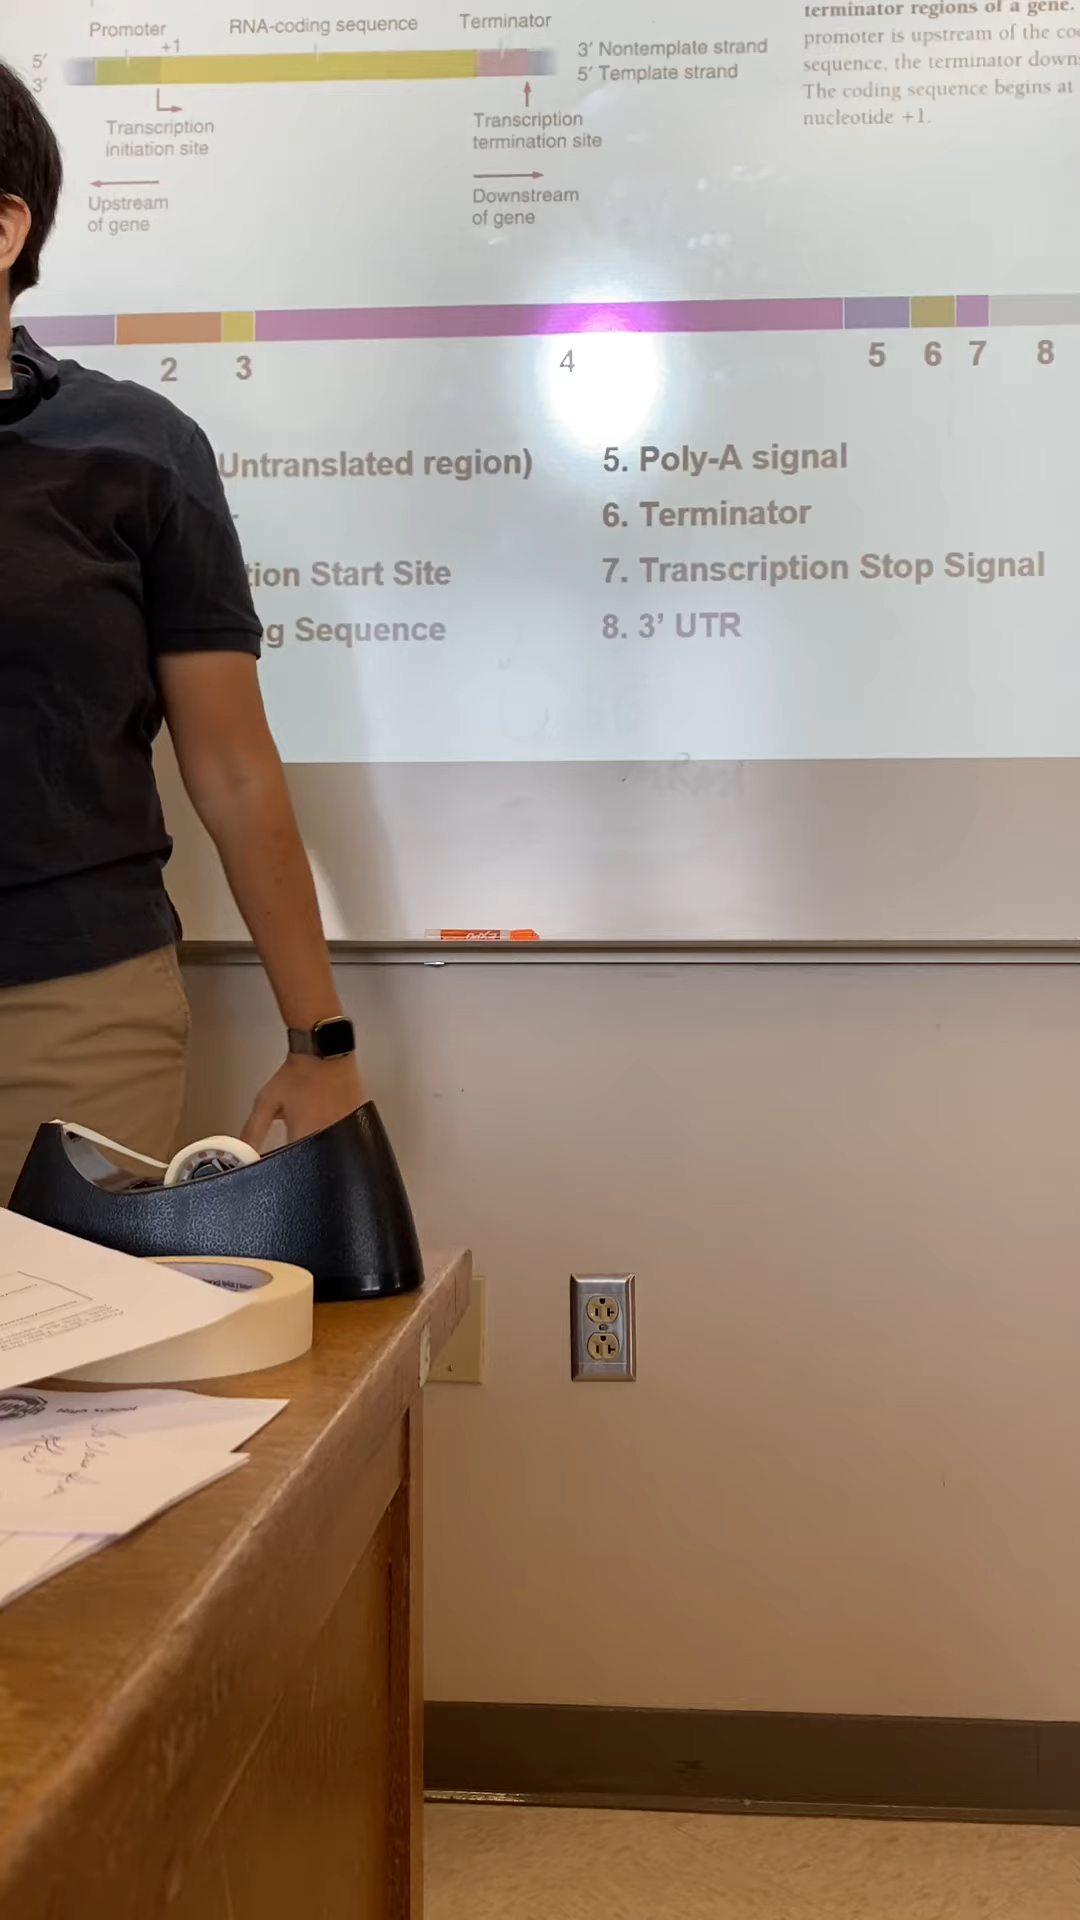 terminator regions of a gene.
Promoter
RNA-coding sequence
Terminator
promoter is upstream of the co
+1
5′
3′ Nontemplate strand
sequence, the terminator down
3′
5′ Template strand
The coding sequence begins at
nucleotide +1.
Transcription
initiation site
Transcription
termination site
Upstream
of gene
Downstream
of gene
2 3 4 5 6 7 8
Untranslated region)
tion Start Site
g Sequence
5. Poly-A signal
6. Terminator
7. Transcription Stop Signal
8. 3' UTR